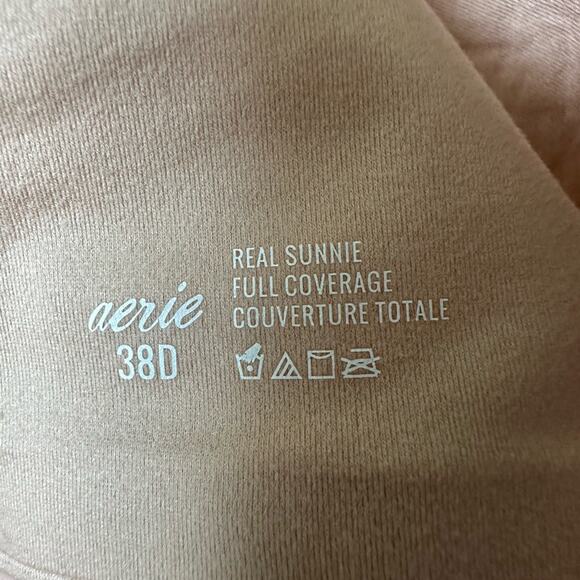 aerie
38D
REAL SUNNIE
FULL COVERAGE
COUVERTURE TOTALE